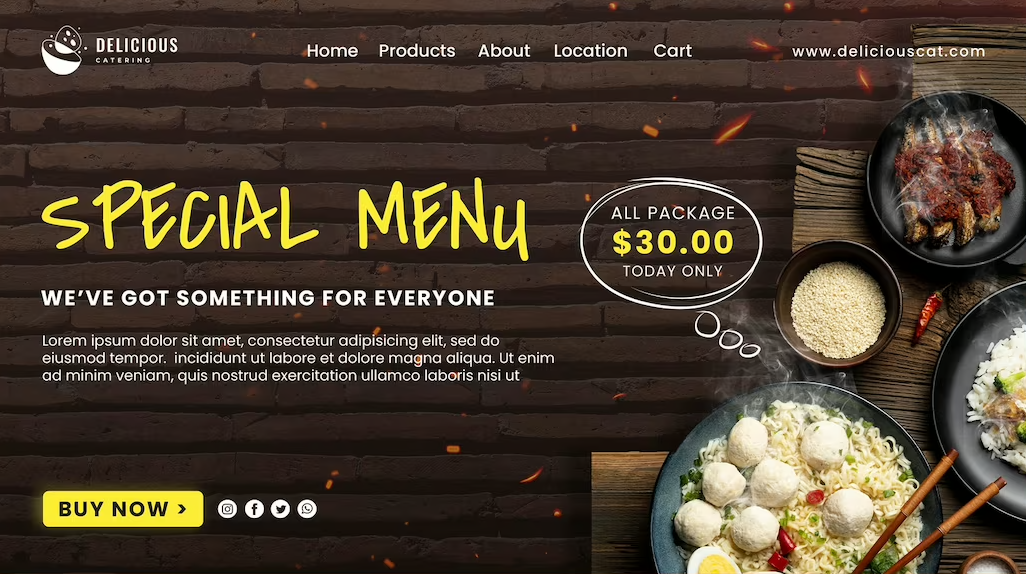 DELICIOUS
CATERING
Home Products About Location Cart
www.deliciouscat.com
SPECIAL MENU
ALL PACKAGE
$30.00
TODAY ONLY
WE’VE GOT SOMETHING FOR EVERYONE
Lorem ipsum dolor sit amet, consectetur adipisicing elit, sed do
eiusmod tempor.  incididunt ut labore et dolore magna aliqua. Ut enim
ad minim veniam, quis nostrud exercitation ullamco laboris nisi ut
BUY NOW >